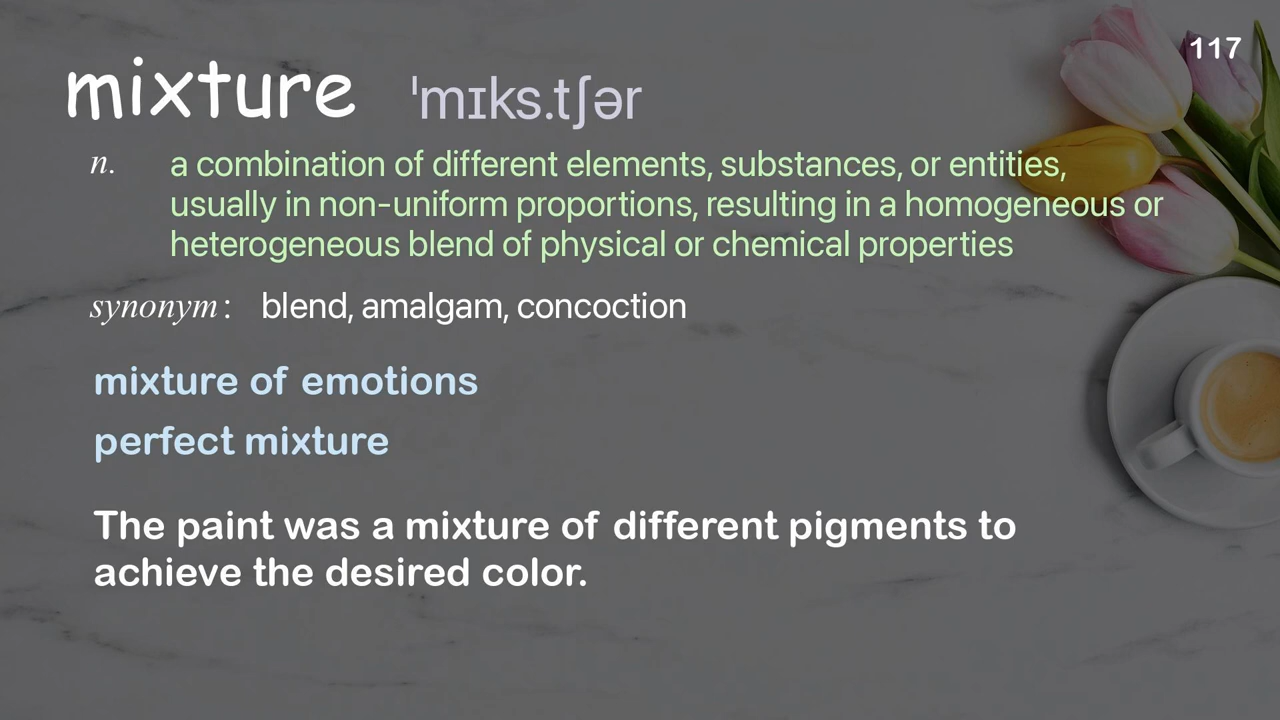 117
mixture ˈmɪks.tʃər
n. a combination of different elements, substances, or entities,
usually in non-uniform proportions, resulting in a homogeneous or
heterogeneous blend of physical or chemical properties
synonym: blend, amalgam, concoction
mixture of emotions
perfect mixture
The paint was a mixture of different pigments to
achieve the desired color.